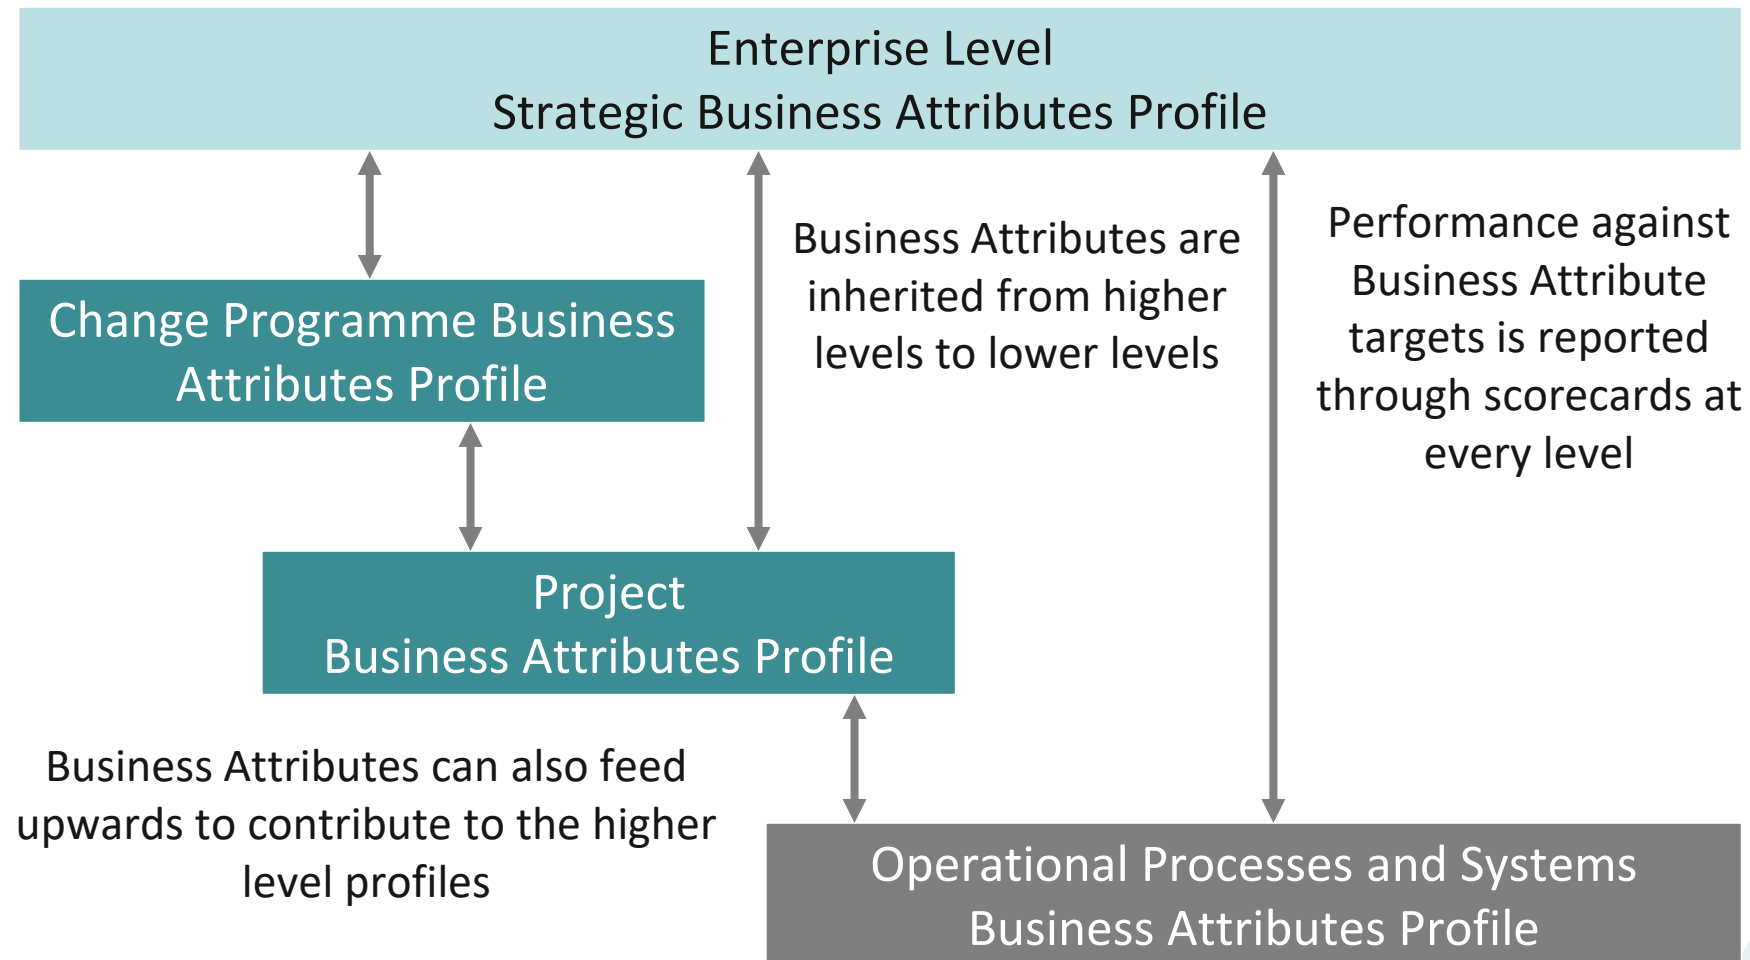 Enterprise Level
Strategic Business Attributes Profile
Change Programme Business
Attributes Profile
Business Attributes are
inherited from higher
levels to lower levels
Performance against
Business Attribute
targets is reported
through scorecards at
every level
Project
Business Attributes Profile
Business Attributes can also feed
upwards to contribute to the higher
level profiles
Operational Processes and Systems
Business Attributes Profile